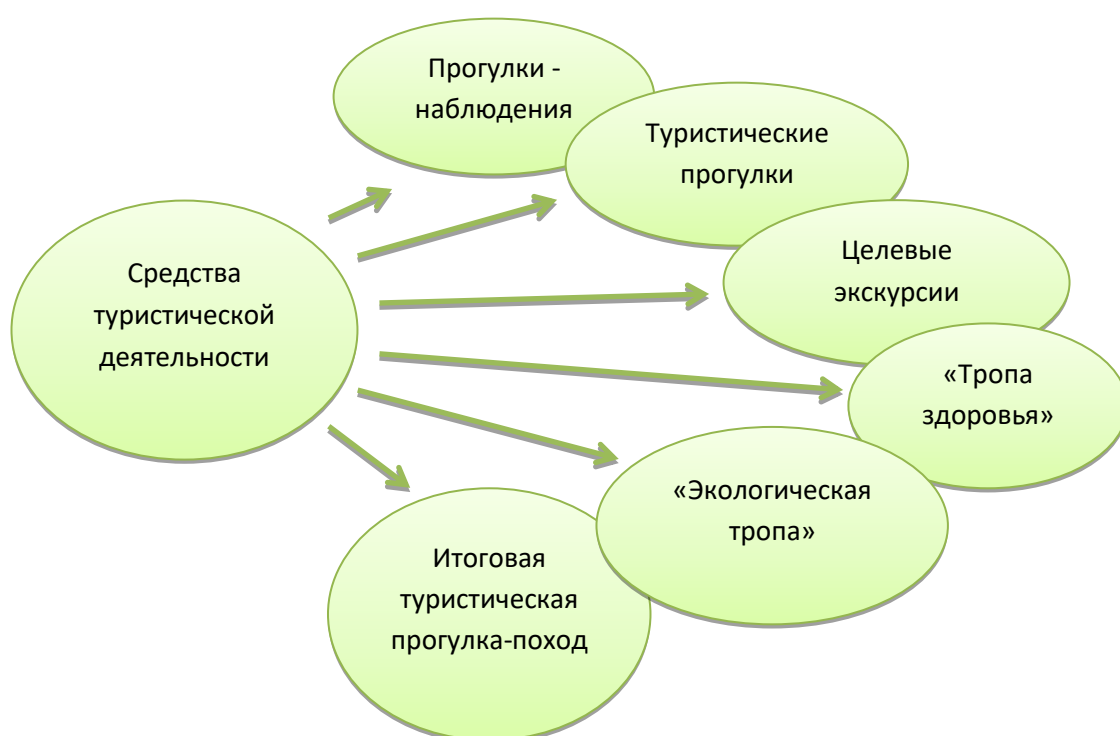 Прогулки -
наблюдения
Туристические
прогулки
Целевые
экскурсии
Средства
туристической
деятельности
«Тропа
здоровья»
«Экологическая
тропа»
Итоговая
туристическая
прогулка-поход